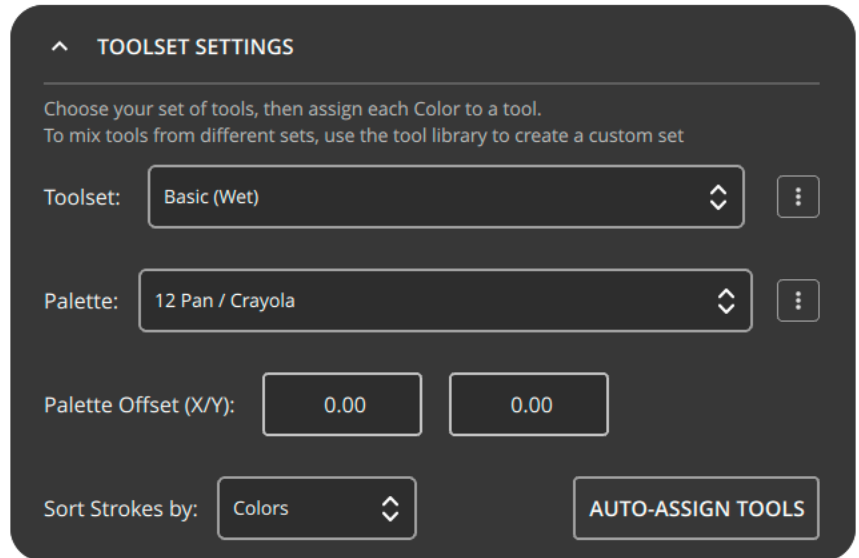 TOOLSET SETTINGS
Choose your set of tools, then assign each Color to a tool.
To mix tools from different sets, use the tool library to create a custom set
Toolset: Basic (Wet)
Palette: 12 Pan / Crayola
Palette Offset (X/Y): 0.00 0.00
Sort Strokes by: Colors AUTO-ASSIGN TOOLS